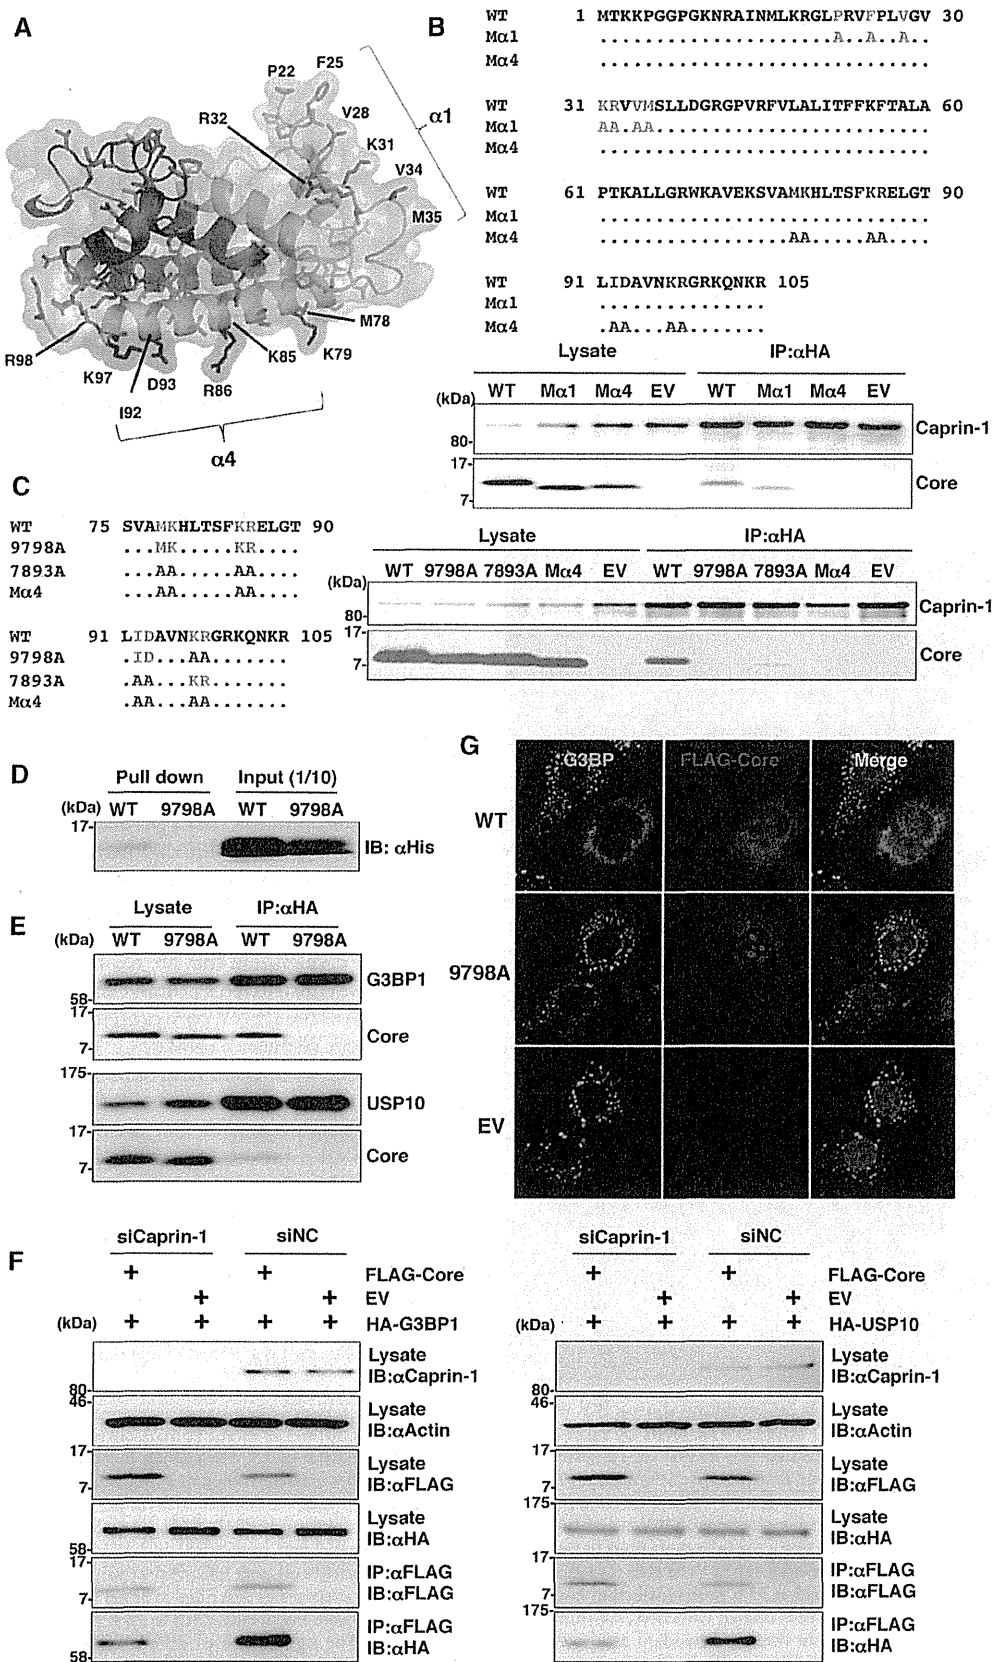 A
P22
F25
R32
V28
K31
V34
M35
α1
M78
K79
K85
R86
D93
I92
K97
R98
α4
B
WT 1 MTKKPGGPGKNRAINMLKRGLPRVFPLVGV 30
Mα1 .....................A..A..A..
Mα4 ..............................
WT 31 KRVVMSLLDGRGPVRFVLALITFFKFTALA 60
Mα1 AA.AA.........................
Mα4 ..............................
WT 61 PTKALLGRWKAVEKSVAMKHLTSFKRELGT 90
Mα1 ..............................
Mα4 .................AA.....AA....
WT 91 LIDAVNKRGRKQNKR 105
Mα1 ...............
Mα4 .AA...AA.......
Lysate IP:αHA
(kDa) WT Mα1 Mα4 EV WT Mα1 Mα4 EV
80- Caprin-1
17-
7- Core
C
WT 75 SVAMKHLTSFKRELGT 90
9798A ...MK.....KR....
7893A ...AA.....AA....
Mα4 ...AA.....AA....
WT 91 LIDAVNKRGRKQNKR 105
9798A .ID...AA.......
7893A .AA...KR.......
Mα4 .AA...AA.......
Lysate IP:αHA
(kDa) WT 9798A 7893A Mα4 EV WT 9798A 7893A Mα4 EV
80- Caprin-1
17-
7- Core
D
Pull down Input (1/10)
(kDa) WT 9798A WT 9798A
17- IB: αHis
E
Lysate IP:αHA
(kDa) WT 9798A WT 9798A
G3BP1
58-
17-
Core
7-
175-
USP10
17-
Core
7-
G
G3BP FLAG-Core Merge
WT
9798A
EV
F
siCaprin-1 siNC
+ + FLAG-Core
+ + EV
(kDa) + + + + HA-G3BP1
Lysate
IB:αCaprin-1
80-
46-
Lysate
IB:αActin
17-
Lysate
IB:αFLAG
7-
Lysate
IB:αHA
58-
17-
IP:αFLAG
IB:αFLAG
7-
IP:αFLAG
IB:αHA
58-
siCaprin-1 siNC
+ + FLAG-Core
+ + EV
(kDa) + + + + HA-USP10
Lysate
IB:αCaprin-1
80-
46-
Lysate
IB:αActin
17-
Lysate
IB:αFLAG
7-
175-
Lysate
IB:αHA
17-
IP:αFLAG
IB:αFLAG
7-
175-
IP:αFLAG
IB:αHA